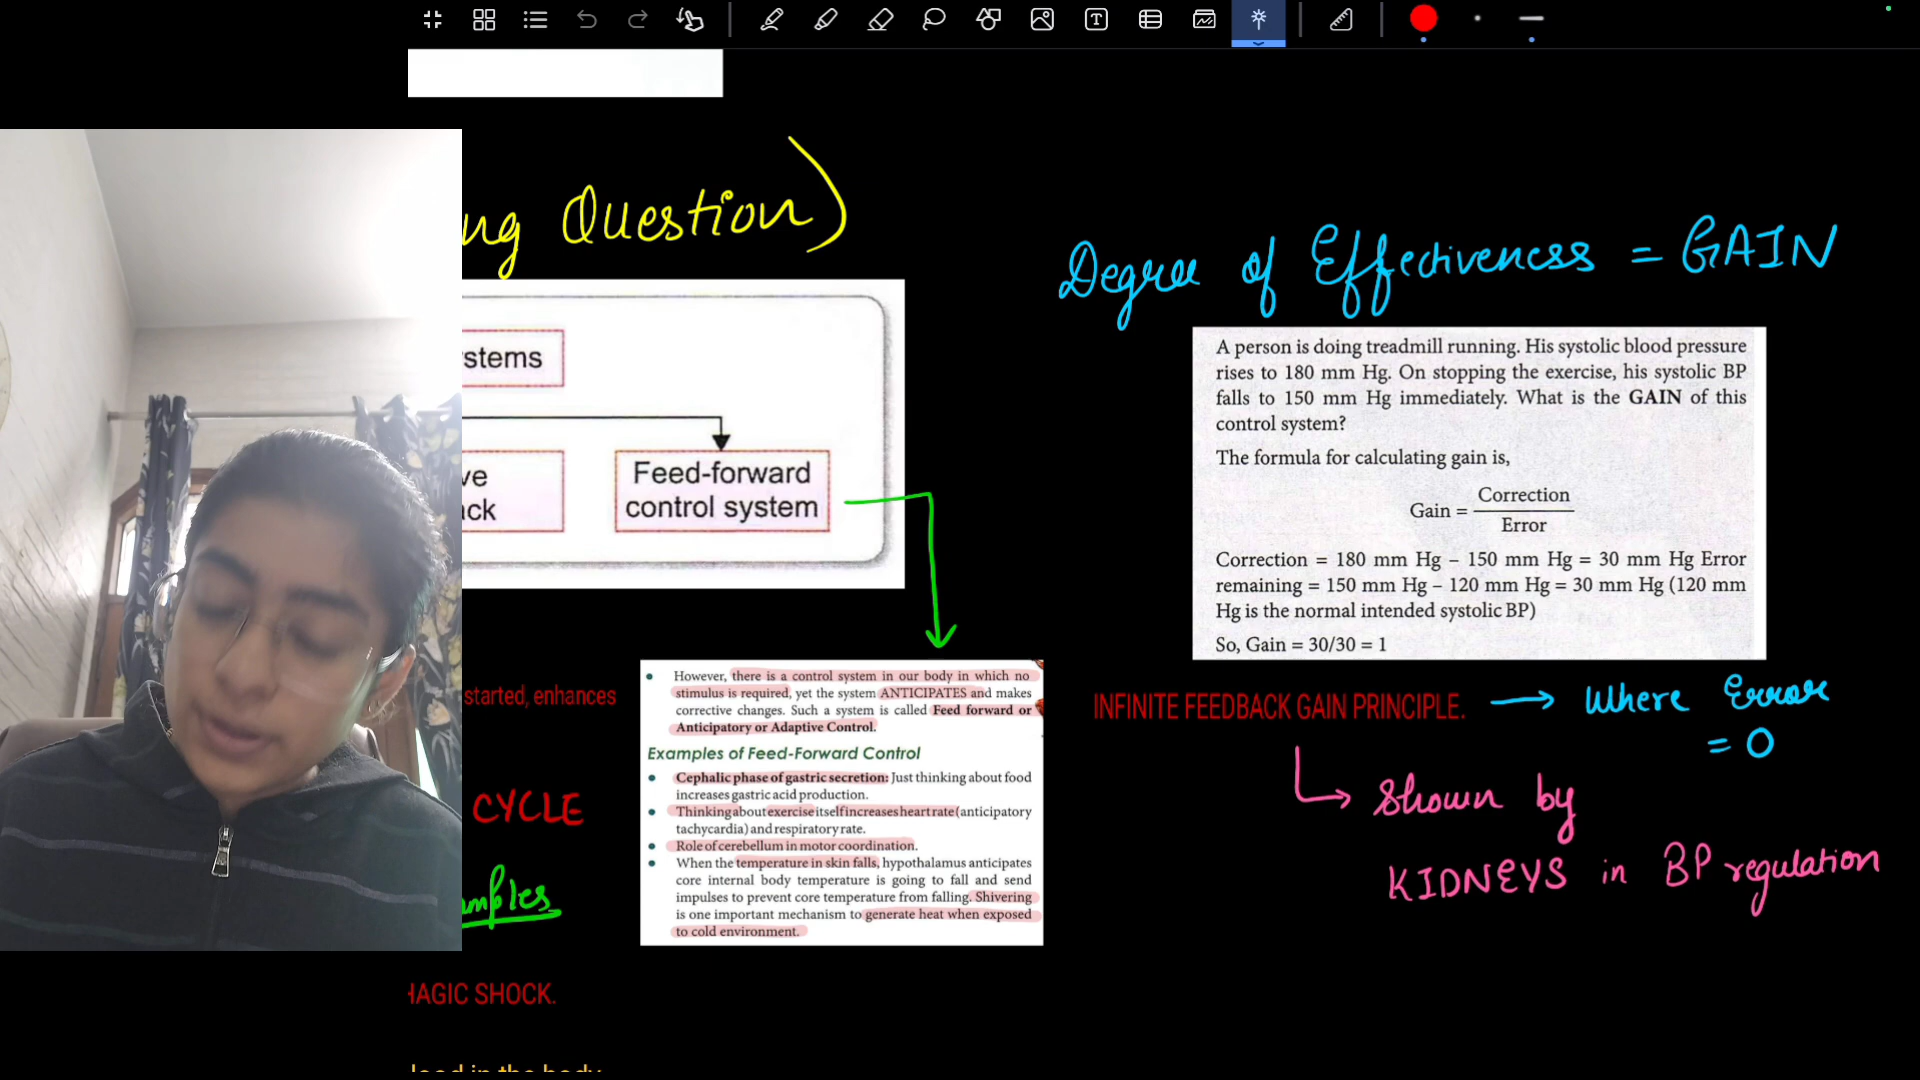 ng Question)
stems
ve
ck
Feed-forward
control system
started, enhances
CYCLE
mples
HAGIC SHOCK.
However, there is a control system in our body in which no
stimulus is required, yet the system ANTICIPATES and makes
corrective changes. Such a system is called Feed forward or
Anticipatory or Adaptive Control.
Examples of Feed-Forward Control
Cephalic phase of gastric secretion: Just thinking about food
increases gastric acid production.
Thinking about exercise itself increases heart rate (anticipatory
tachycardia) and respiratory rate.
Role of cerebellum in motor coordination.
When the temperature in skin falls, hypothalamus anticipates
core internal body temperature is going to fall and send
impulses to prevent core temperature from falling. Shivering
is one important mechanism to generate heat when exposed
to cold environment.
Degree of Effectiveness = GAIN
A person is doing treadmill running. His systolic blood pressure
rises to 180 mm Hg. On stopping the exercise, his systolic BP
falls to 150 mm Hg immediately. What is the GAIN of this
control system?
The formula for calculating gain is,
Gain = Correction
Error
Correction = 180 mm Hg – 150 mm Hg = 30 mm Hg Error
remaining = 150 mm Hg – 120 mm Hg = 30 mm Hg (120 mm
Hg is the normal intended systolic BP)
So, Gain = 30/30 = 1
INFINITE FEEDBACK GAIN PRINCIPLE. → Where Error
= 0
Shown by
KIDNEYS in BP regulation